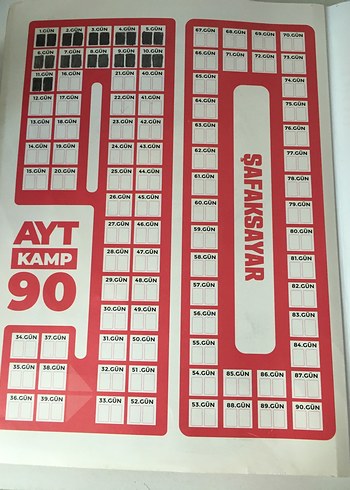 1.GÜN 2.GÜN 3.GÜN 4.GÜN 5.GÜN
6.GÜN 7.GÜN 8.GÜN 9.GÜN 10.GÜN
11.GÜN 16.GÜN 21.GÜN 40.GÜN
12.GÜN 17.GÜN 22.GÜN 41.GÜN
13.GÜN 18.GÜN 23.GÜN 42.GÜN
14.GÜN 19.GÜN 24.GÜN 43.GÜN
15.GÜN 20.GÜN 25.GÜN 44.GÜN
26.GÜN 45.GÜN
27.GÜN 46.GÜN
28.GÜN 47.GÜN
29.GÜN 48.GÜN
30.GÜN 49.GÜN
31.GÜN 50.GÜN
32.GÜN 51.GÜN
33.GÜN 52.GÜN
AYT
KAMP
90
34.GÜN 37.GÜN
35.GÜN 38.GÜN
36.GÜN 39.GÜN
67.GÜN 68.GÜN 69.GÜN 70.GÜN
66.GÜN 71.GÜN 72.GÜN 73.GÜN
65.GÜN 74.GÜN
64.GÜN 75.GÜN
63.GÜN 76.GÜN
62.GÜN 77.GÜN
61.GÜN 78.GÜN
60.GÜN 79.GÜN
59.GÜN 80.GÜN
58.GÜN 81.GÜN
57.GÜN 82.GÜN
56.GÜN 83.GÜN
55.GÜN 84.GÜN
54.GÜN 85.GÜN 86.GÜN 87.GÜN
53.GÜN 88.GÜN 89.GÜN 90.GÜN
ŞAFAKSAYAR